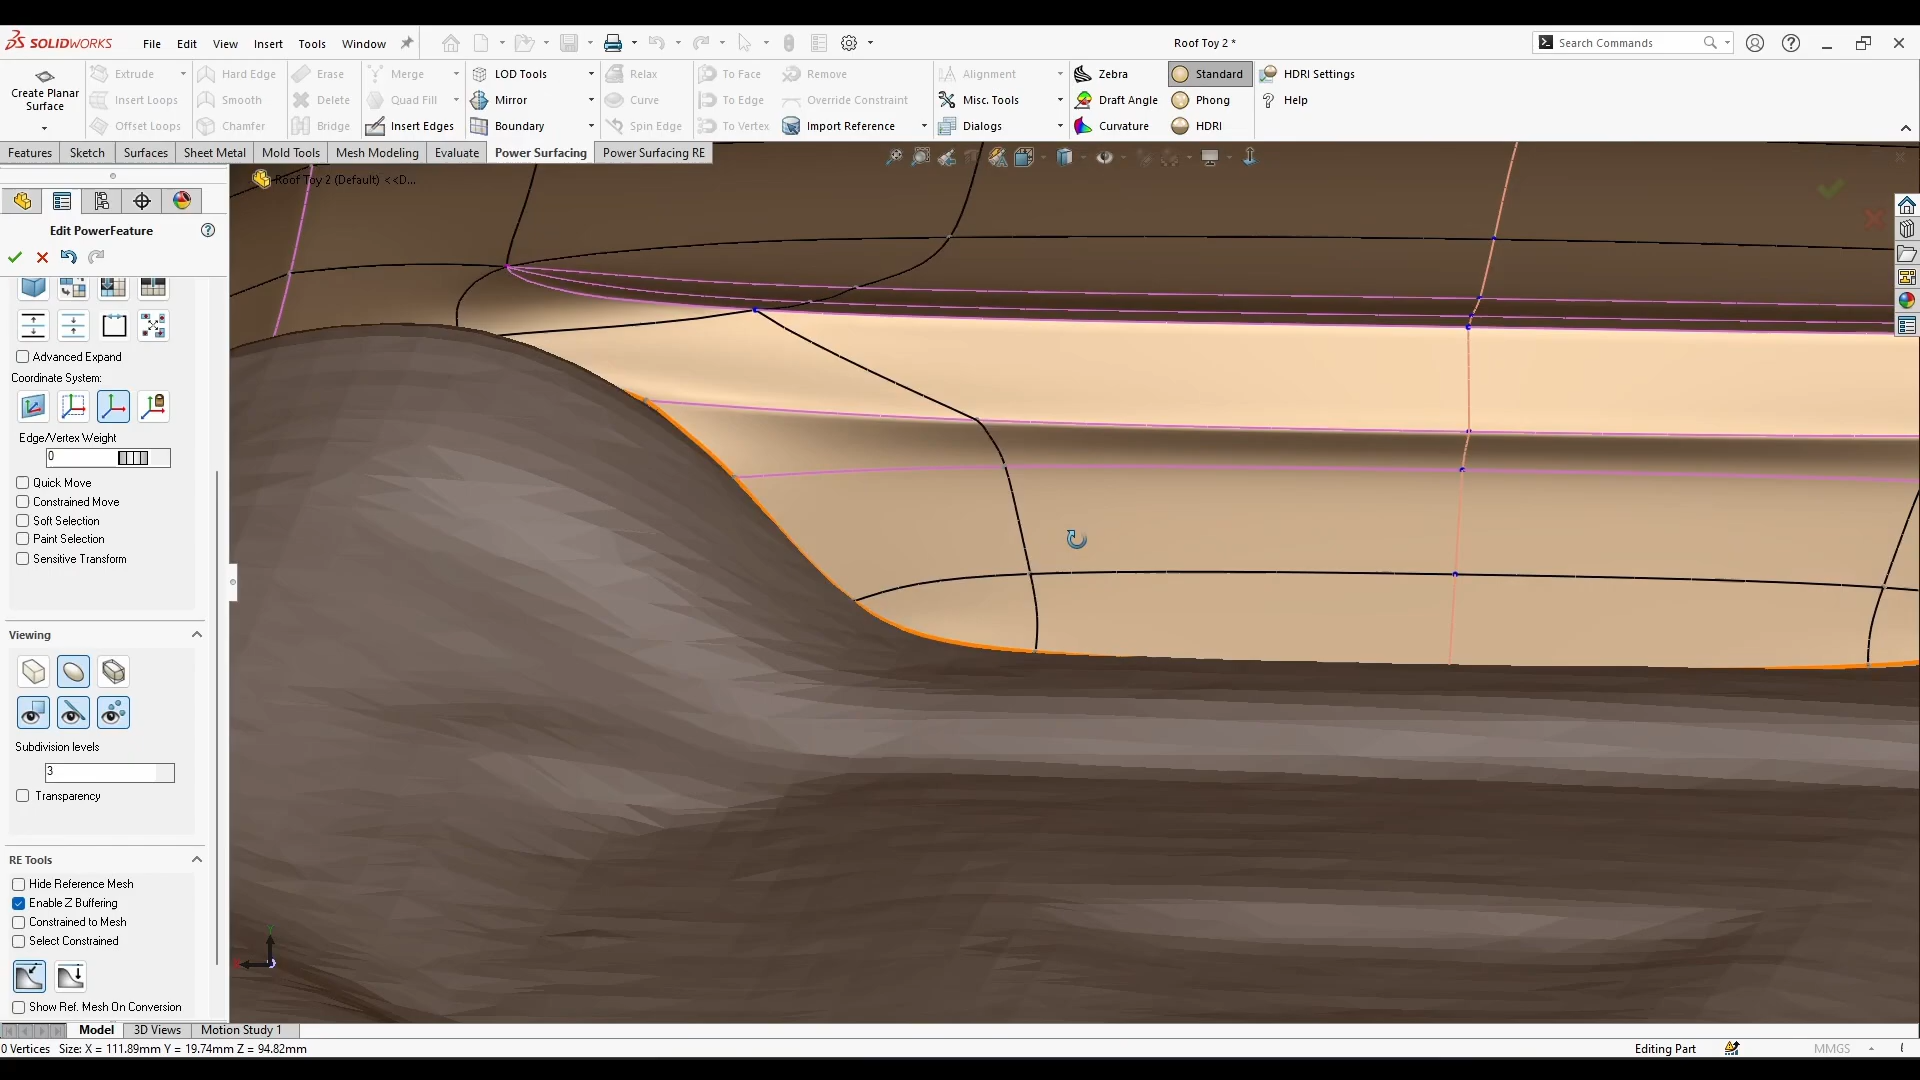 SOLIDWORKS File Edit View Insert Tools Window Roof Toy 2 * Search Commands
Extrude Hard Edge Erase Merge LOD Tools Relax To Face Remove Alignment Zebra Standard HDRI Settings
Create Planar Surface Insert Loops Smooth Delete Quad Fill Mirror Curve To Edge Override Constraint Misc. Tools Draft Angle Phong Help
Offset Loops Chamfer Bridge Insert Edges Boundary Spin Edge To Vertex Import Reference Dialogs Curvature HDRI
Features Sketch Surfaces Sheet Metal Mold Tools Mesh Modeling Evaluate Power Surfacing Power Surfacing RE
Roof Toy 2 (Default) <<D...
Edit PowerFeature
Advanced Expand
Coordinate System:
Edge/Vertex Weight
0
Quick Move
Constrained Move
Soft Selection
Paint Selection
Sensitive Transform
Viewing
Subdivision levels
3
Transparency
RE Tools
Hide Reference Mesh
Enable Z Buffering
Constrained to Mesh
Select Constrained
Show Ref. Mesh On Conversion
Model 3D Views Motion Study 1
0 Vertices Size: X = 111.89mm Y = 19.74mm Z = 94.82mm Editing Part MMGS